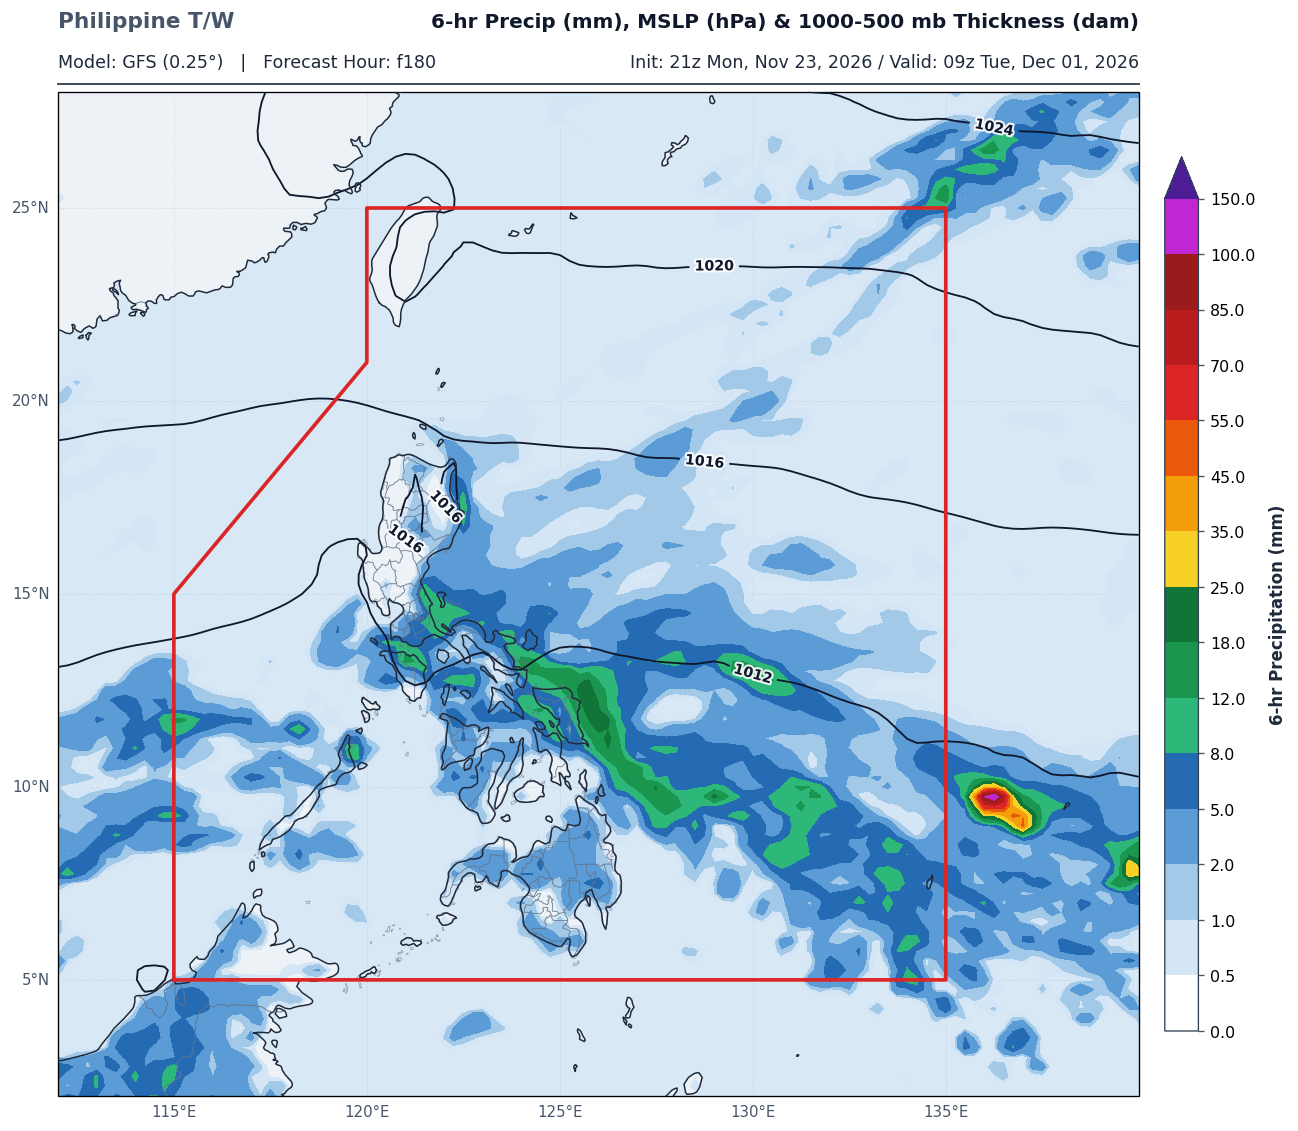 Philippine T/W
6-hr Precip (mm), MSLP (hPa) & 1000-500 mb Thickness (dam)
Model: GFS (0.25°) | Forecast Hour: f180
Init: 21z Mon, Nov 23, 2026 / Valid: 09z Tue, Dec 01, 2026
1024
1020
1016
1016
1016
1012
25°N
20°N
15°N
10°N
5°N
115°E
120°E
125°E
130°E
135°E
150.0
100.0
85.0
70.0
55.0
45.0
35.0
25.0
18.0
12.0
8.0
5.0
2.0
1.0
0.5
0.0
6-hr Precipitation (mm)